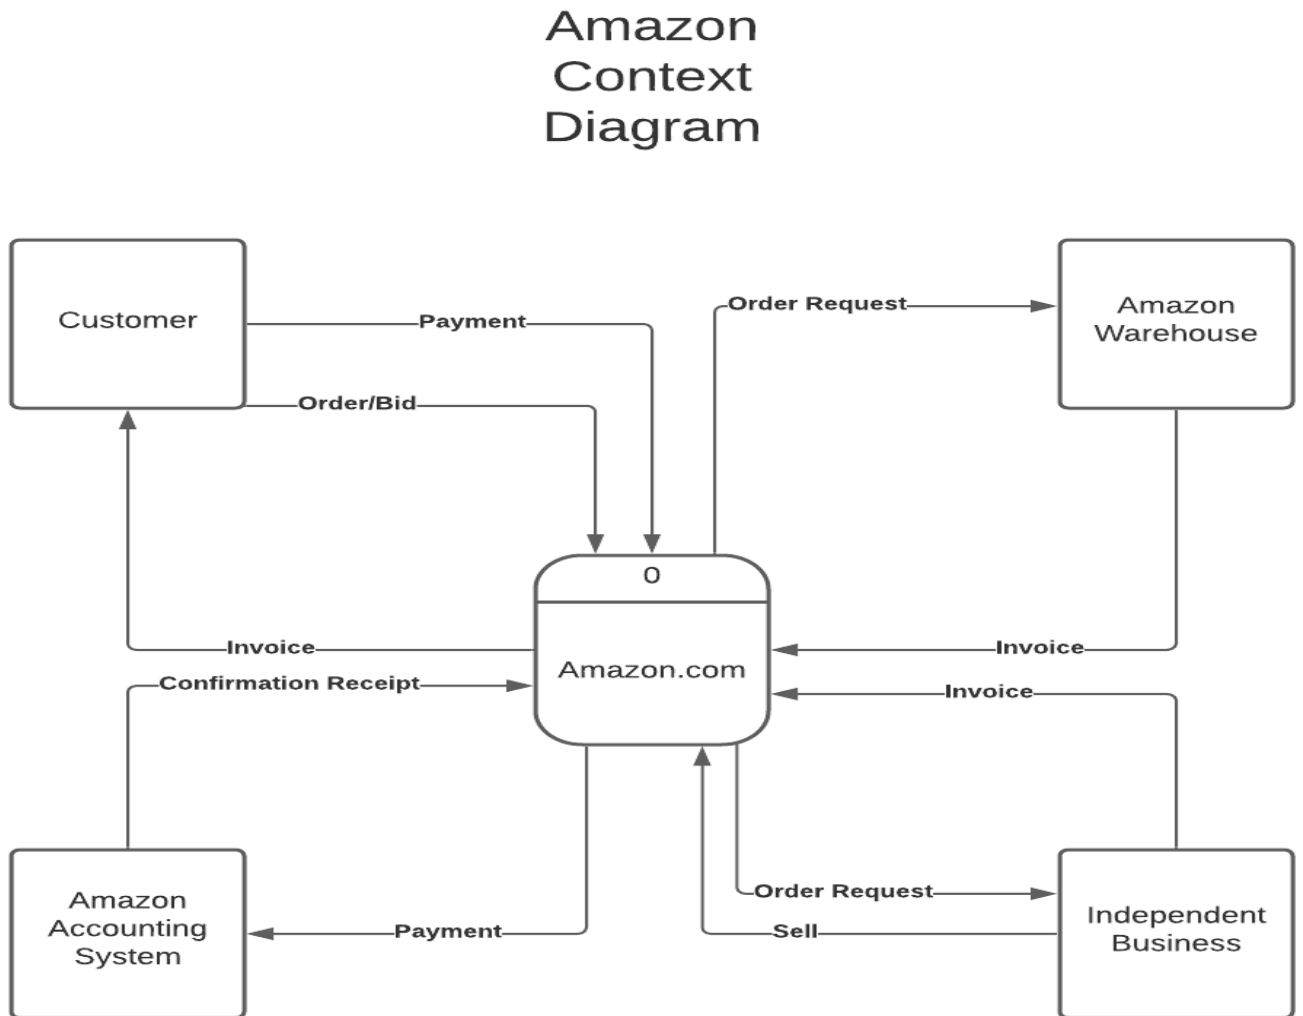 Amazon
Context
Diagram
Customer
Payment
Order/Bid
Order Request
Amazon
Warehouse
0
Amazon.com
Invoice
Invoice
Confirmation Receipt
Invoice
Amazon
Accounting
System
Payment
Order Request
Sell
Independent
Business